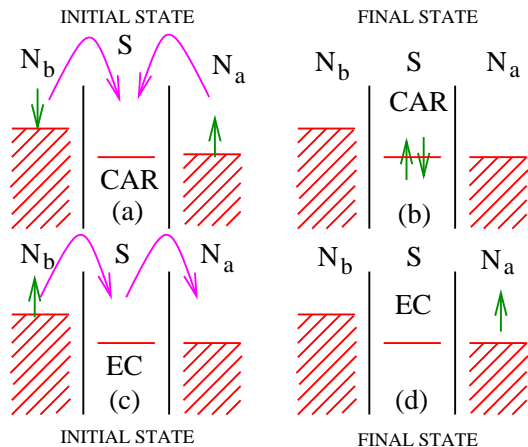 INITIAL STATE
FINAL STATE
N_b S N_a
N_b S N_a
CAR
CAR
(a)
(b)
N_b S N_a
N_b S N_a
EC
EC
(c)
(d)
INITIAL STATE
FINAL STATE